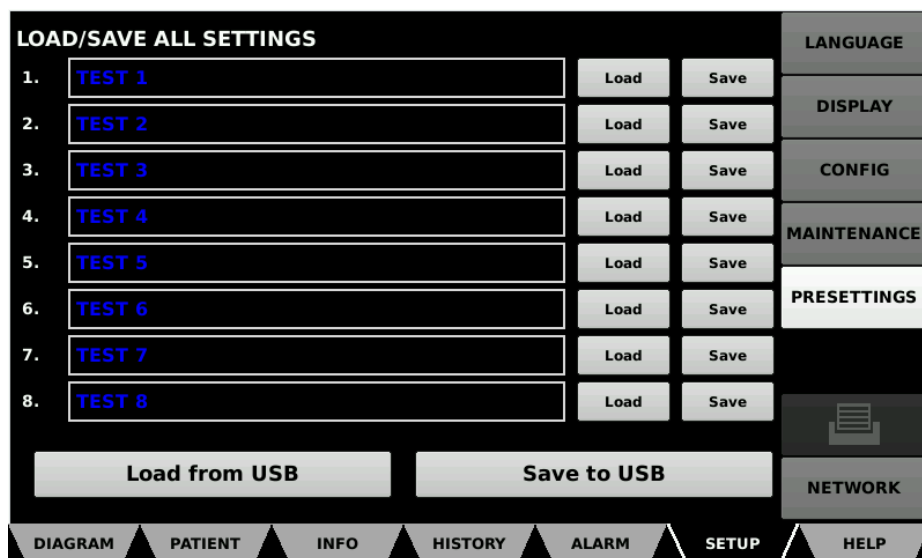 LOAD/SAVE ALL SETTINGS
1. TEST 1 Load Save
2. TEST 2 Load Save
3. TEST 3 Load Save
4. TEST 4 Load Save
5. TEST 5 Load Save
6. TEST 6 Load Save
7. TEST 7 Load Save
8. TEST 8 Load Save
Load from USB Save to USB
LANGUAGE
DISPLAY
CONFIG
MAINTENANCE
PRESETTINGS
NETWORK
DIAGRAM PATIENT INFO HISTORY ALARM SETUP HELP